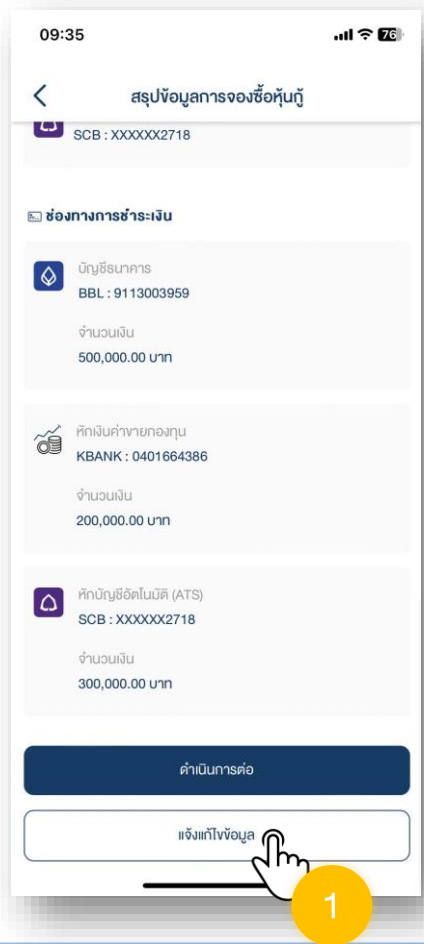 09:35
76
สรุปข้อมูลการจองซื้อหุ้นกู้
SCB : XXXXXX2718
ช่องทางการชำระเงิน
บัญชีธนาคาร
BBL : 9113003959
จำนวนเงิน
500,000.00 บาท
หักเงินค่าขายกองทุน
KBANK : 0401664386
จำนวนเงิน
200,000.00 บาท
หักบัญชีอัตโนมัติ (ATS)
SCB : XXXXXX2718
จำนวนเงิน
300,000.00 บาท
ดำเนินการต่อ
แจ้งแก้ไขข้อมูล
1